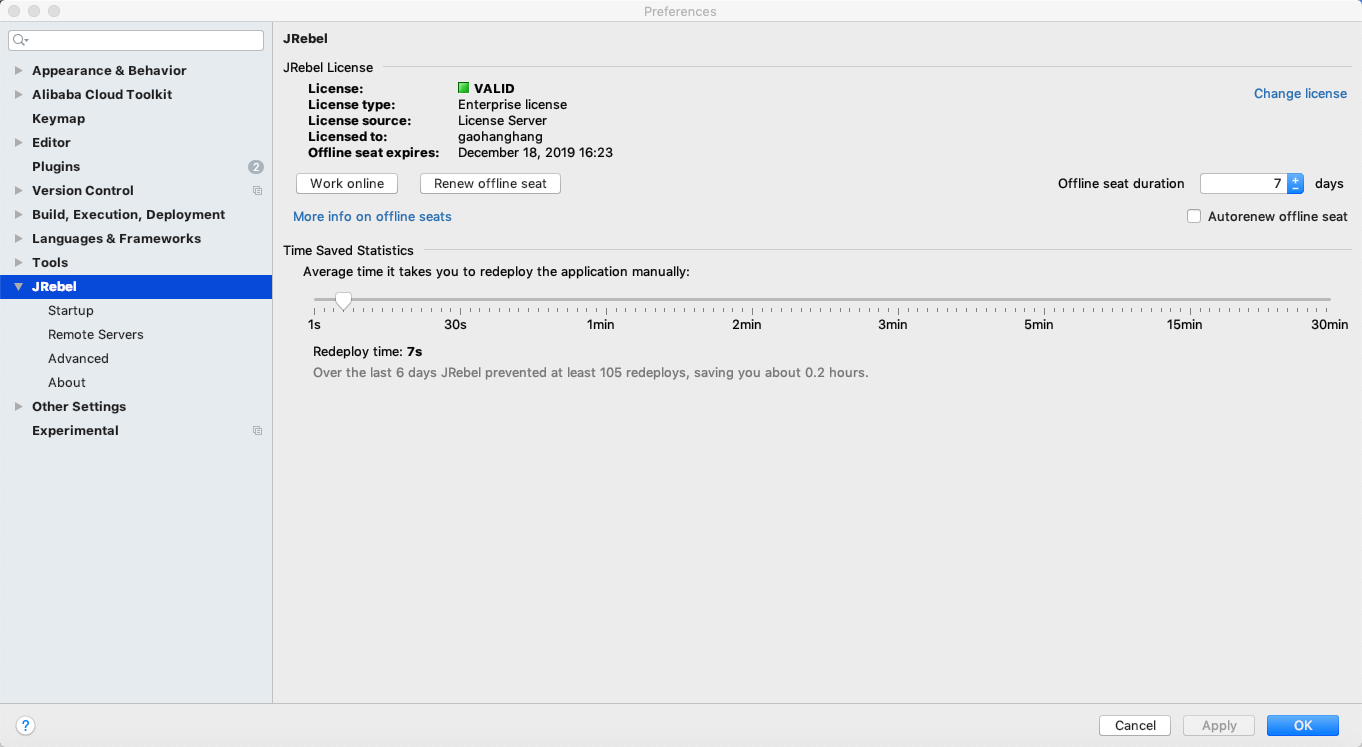 Preferences
Appearance & Behavior
Alibaba Cloud Toolkit
Keymap
Editor
Plugins 2
Version Control
Build, Execution, Deployment
Languages & Frameworks
Tools
JRebel
Startup
Remote Servers
Advanced
About
Other Settings
Experimental
JRebel
JRebel License
License: VALID
License type: Enterprise license
License source: License Server
Licensed to: gaohanghang
Offline seat expires: December 18, 2019 16:23
Change license
Work online Renew offline seat Offline seat duration 7 days
More info on offline seats Autorenew offline seat
Time Saved Statistics
Average time it takes you to redeploy the application manually:
1s 30s 1min 2min 3min 5min 15min 30min
Redeploy time: 7s
Over the last 6 days JRebel prevented at least 105 redeploys, saving you about 0.2 hours.
? Cancel Apply OK